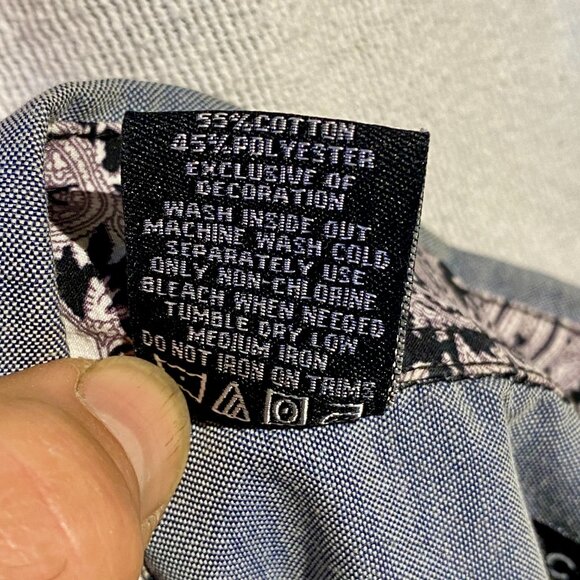 55% COTTON
45% POLYESTER
EXCLUSIVE OF
DECORATION
WASH INSIDE OUT
MACHINE WASH COLD
SEPARATELY USE
ONLY NON-CHLORINE
BLEACH WHEN NEEDED
TUMBLE DRY LOW
MEDIUM IRON
DO NOT IRON ON TRIMS